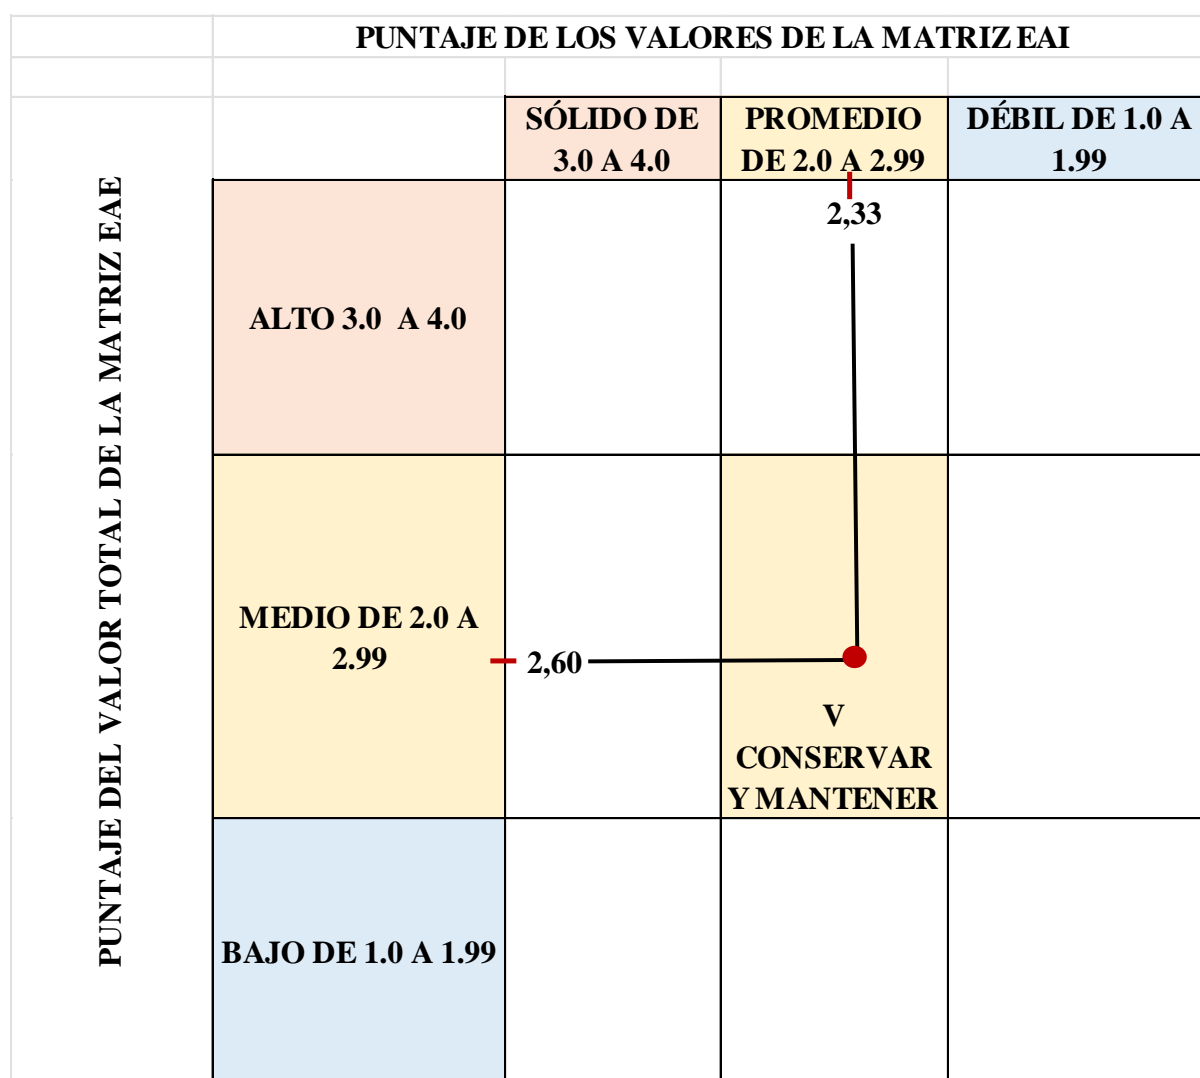 PUNTAJE DE LOS VALORES DE LA MATRIZ EAI
SÓLIDO DE
3.0 A 4.0
PROMEDIO
DE 2.0 A 2.99
DÉBIL DE 1.0 A
1.99
PUNTAJE DEL VALOR TOTAL DE LA MATRIZ EAE
2,33
ALTO 3.0 A 4.0
MEDIO DE 2.0 A
2.99
2,60
V
CONSERVAR
Y MANTENER
BAJO DE 1.0 A 1.99